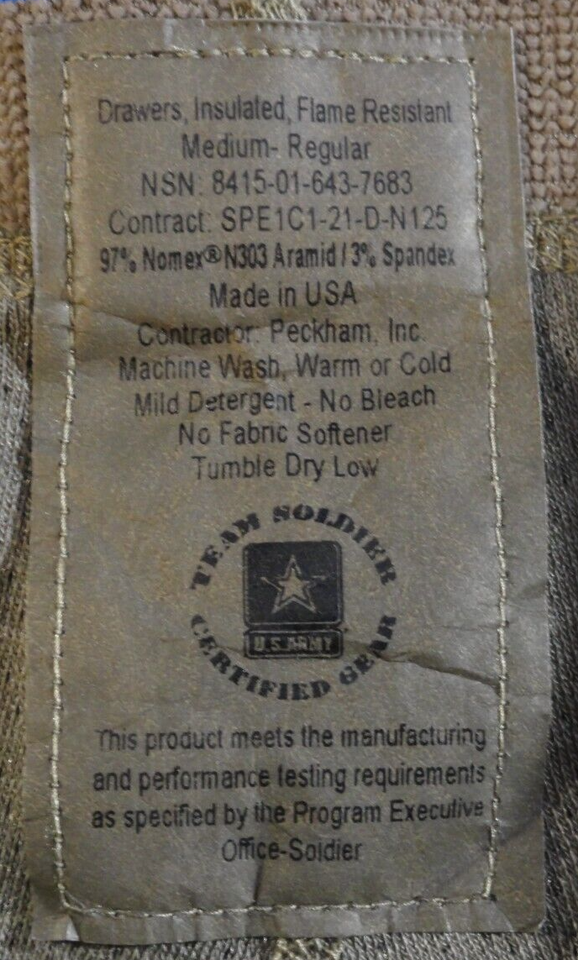 Drawers, Insulated, Flame Resistant
Medium- Regular
NSN: 8415-01-643-7683
Contract: SPE1C1-21-D-N125
97% Nomex® N303 Aramid / 3% Spandex
Made in USA
Contractor: Peckham, Inc.
Machine Wash, Warm or Cold
Mild Detergent - No Bleach
No Fabric Softener
Tumble Dry Low
TEAM SOLDIER
U.S.ARMY
CERTIFIED GEAR
This product meets the manufacturing
and performance testing requirements
as specified by the Program Executive
Office-Soldier